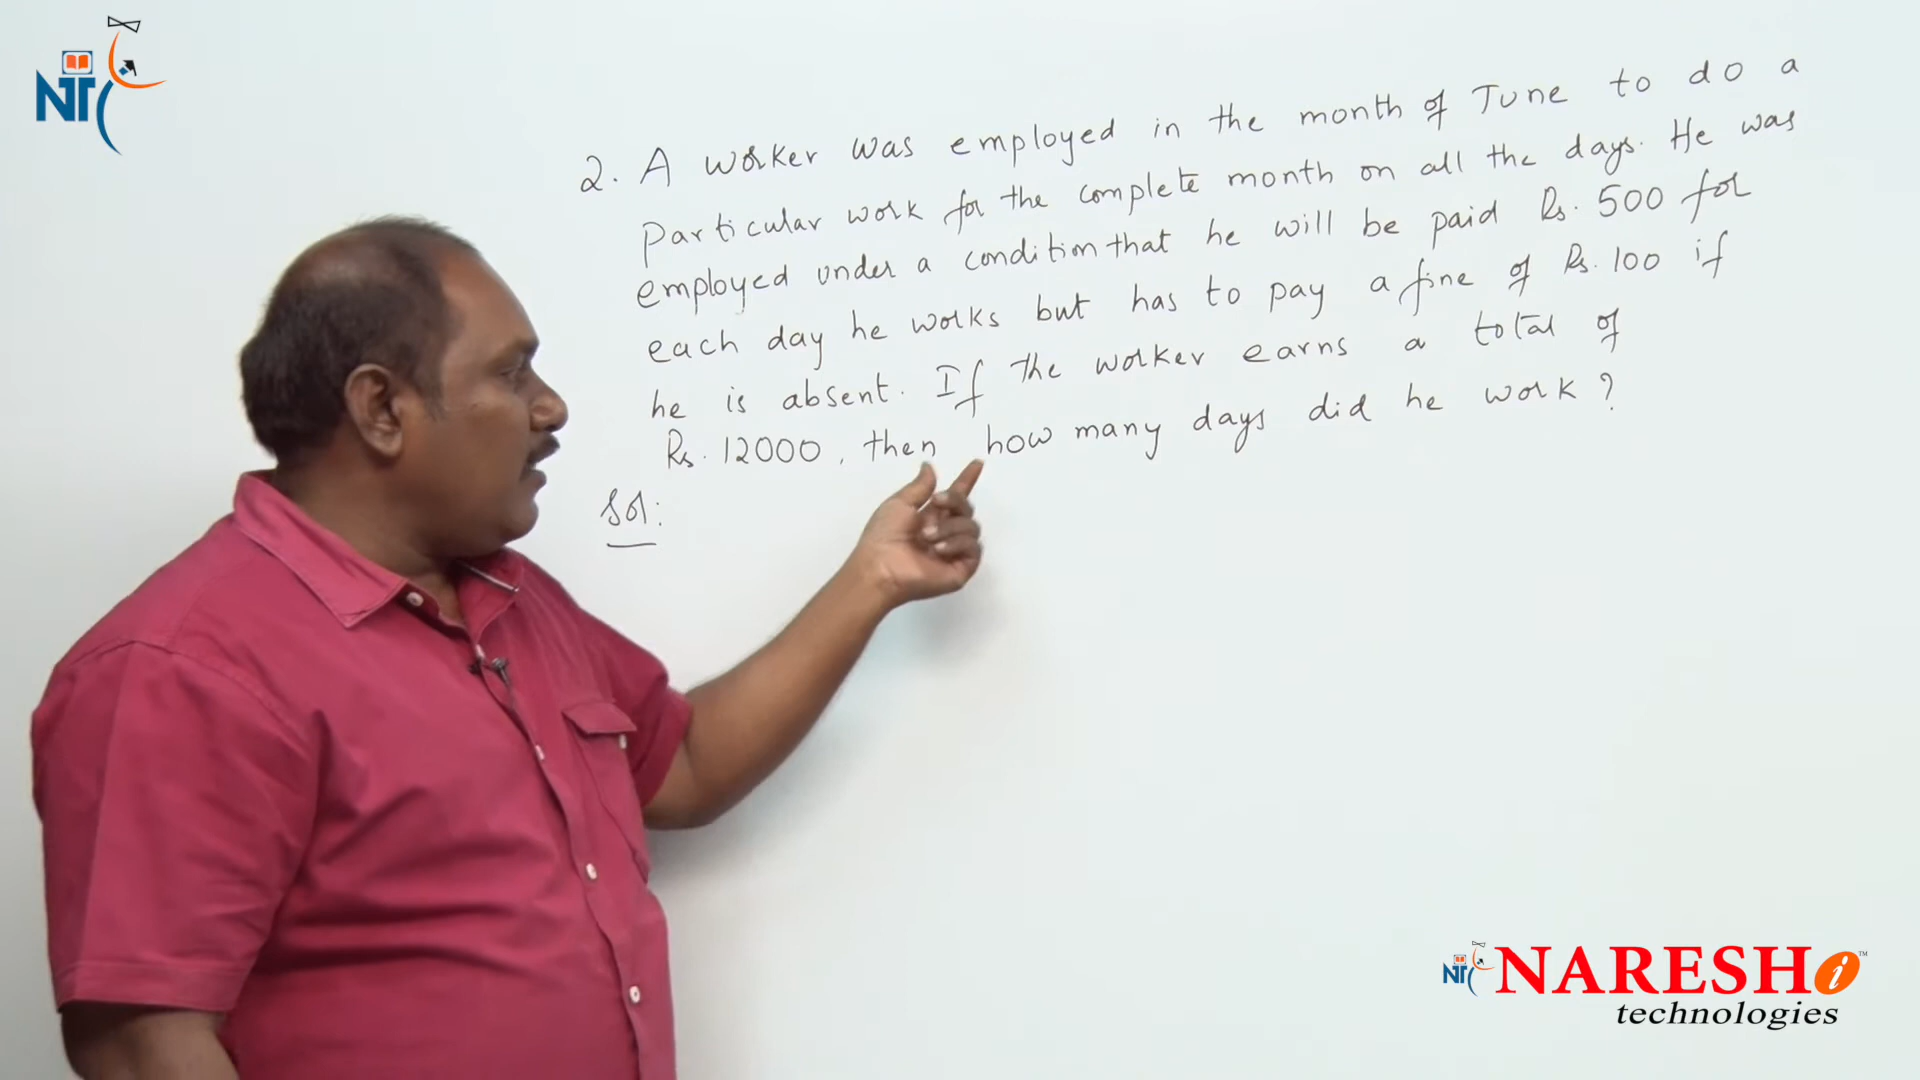 NT
2. A worker was employed in the month of June to do a
particular work for the complete month on all the days. He was
employed under a condition that he will be paid Rs. 500 for
each day he works but has to pay a fine of Rs. 100 if
he is absent. If the worker earns a total of
Rs. 12000, then how many days did he work?
Sol:
NT NARESH i ™
technologies